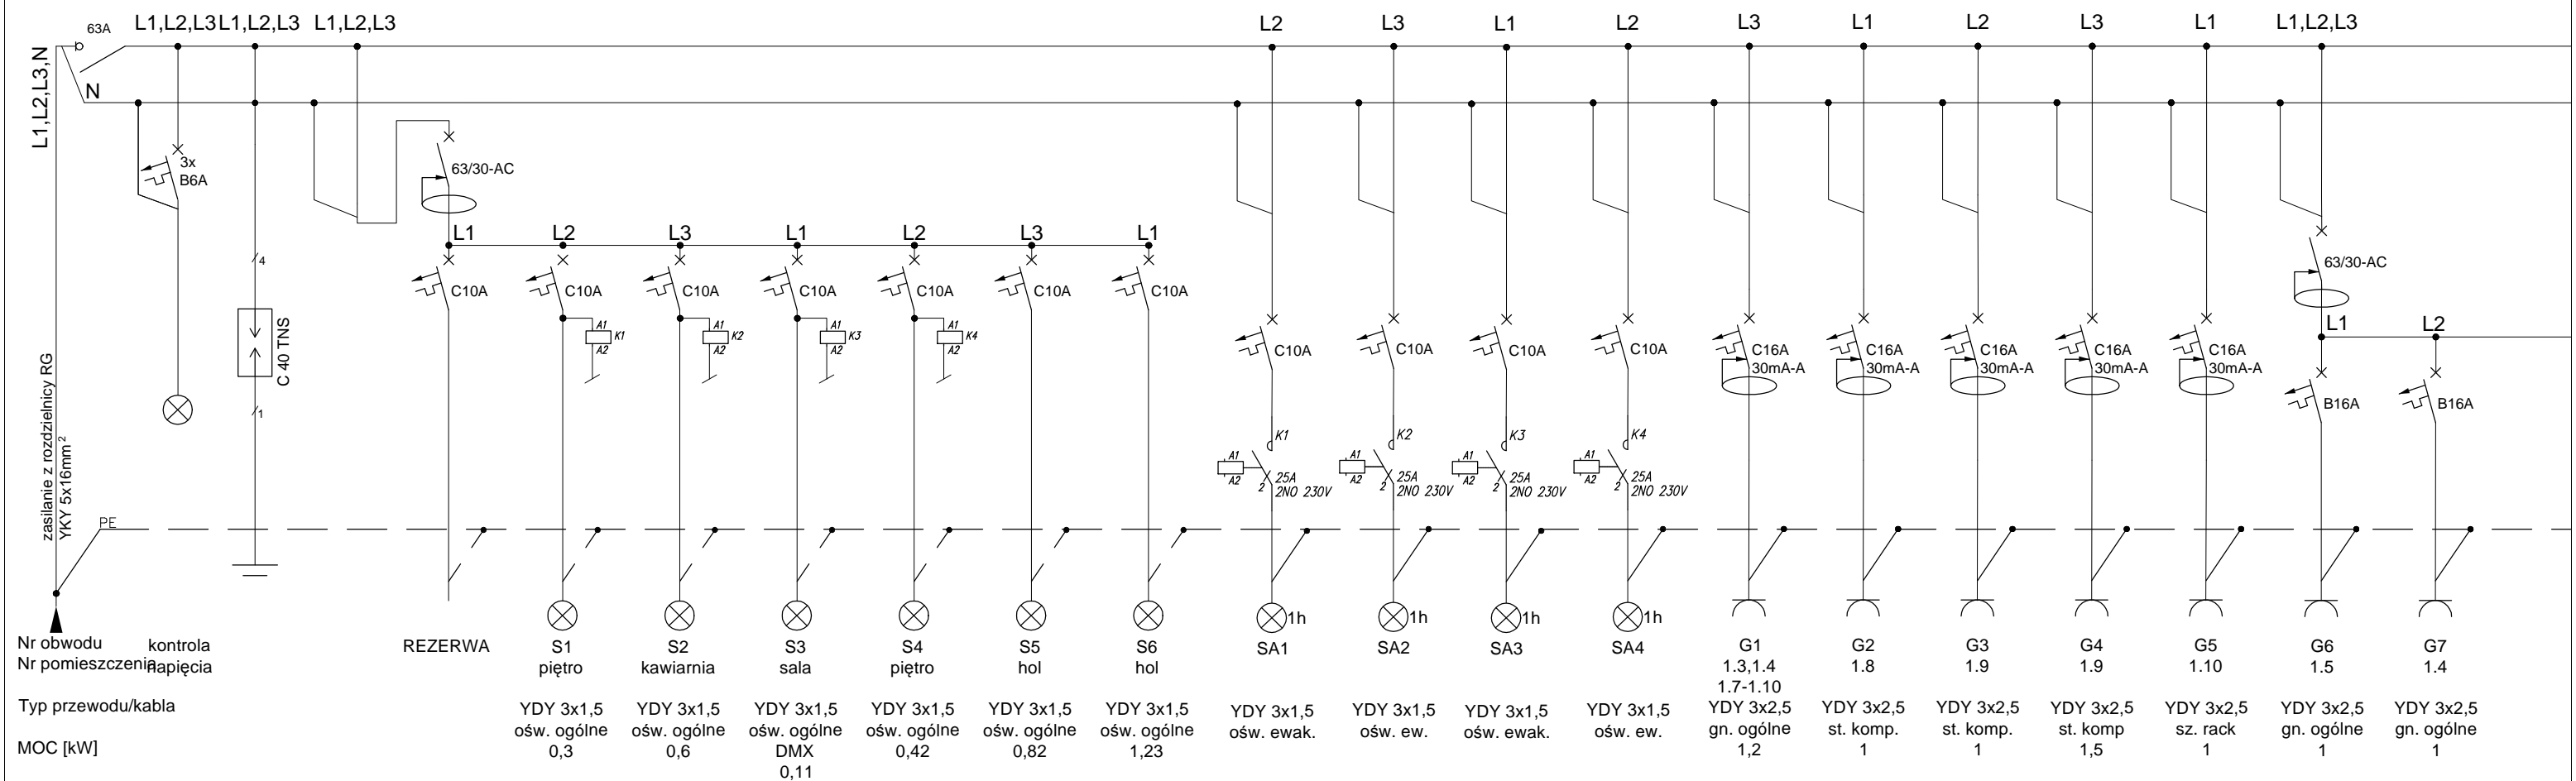 63A
L1,L2,L3 L1,L2,L3 L1,L2,L3
L2 L3 L1 L2 L3 L1 L2 L3 L1 L1,L2,L3
L1,L2,L3,N
N
3x
B6A
63/30-AC
4
C 40 TNS
1
L1 L2 L3 L1 L2 L3 L1
C10A C10A C10A C10A C10A C10A C10A
A1 A1 A1 A1
K1 K2 K3 K4
A2 A2 A2 A2
63/30-AC
L1 L2
C10A C10A C10A C10A
C16A C16A C16A C16A C16A
30mA-A 30mA-A 30mA-A 30mA-A 30mA-A
B16A B16A
K1 K2 K3 K4
A1 A1 A1 A1
A2 A2 A2 A2
25A 25A 25A 25A
2 2 2 2
2NO 230V 2NO 230V 2NO 230V 2NO 230V
zasilanie z rozdzielnicy RG
YKY 5x16mm²
PE
1h 1h 1h 1h
Nr obwodu kontrola REZERWA S1 S2 S3 S4 S5 S6 SA1 SA2 SA3 SA4 G1 G2 G3 G4 G5 G6 G7
Nr pomieszczenia napięcia piętro kawiarnia sala piętro hol hol 1.3,1.4 1.8 1.9 1.9 1.10 1.5 1.4
1.7-1.10
Typ przewodu/kabla YDY 3x1,5 YDY 3x1,5 YDY 3x1,5 YDY 3x1,5 YDY 3x1,5 YDY 3x1,5 YDY 3x1,5 YDY 3x1,5 YDY 3x1,5 YDY 3x1,5 YDY 3x2,5 YDY 3x2,5 YDY 3x2,5 YDY 3x2,5 YDY 3x2,5 YDY 3x2,5 YDY 3x2,5
ośw. ogólne ośw. ogólne ośw. ogólne ośw. ogólne ośw. ogólne ośw. ogólne ośw. ewak. ośw. ew. ośw. ewak. ośw. ew. gn. ogólne st. komp. st. komp. st. komp sz. rack gn. ogólne gn. ogólne
MOC [kW] 0,3 0,6 DMX 0,42 0,82 1,23 1,2 1 1 1,5 1 1 1
0,11